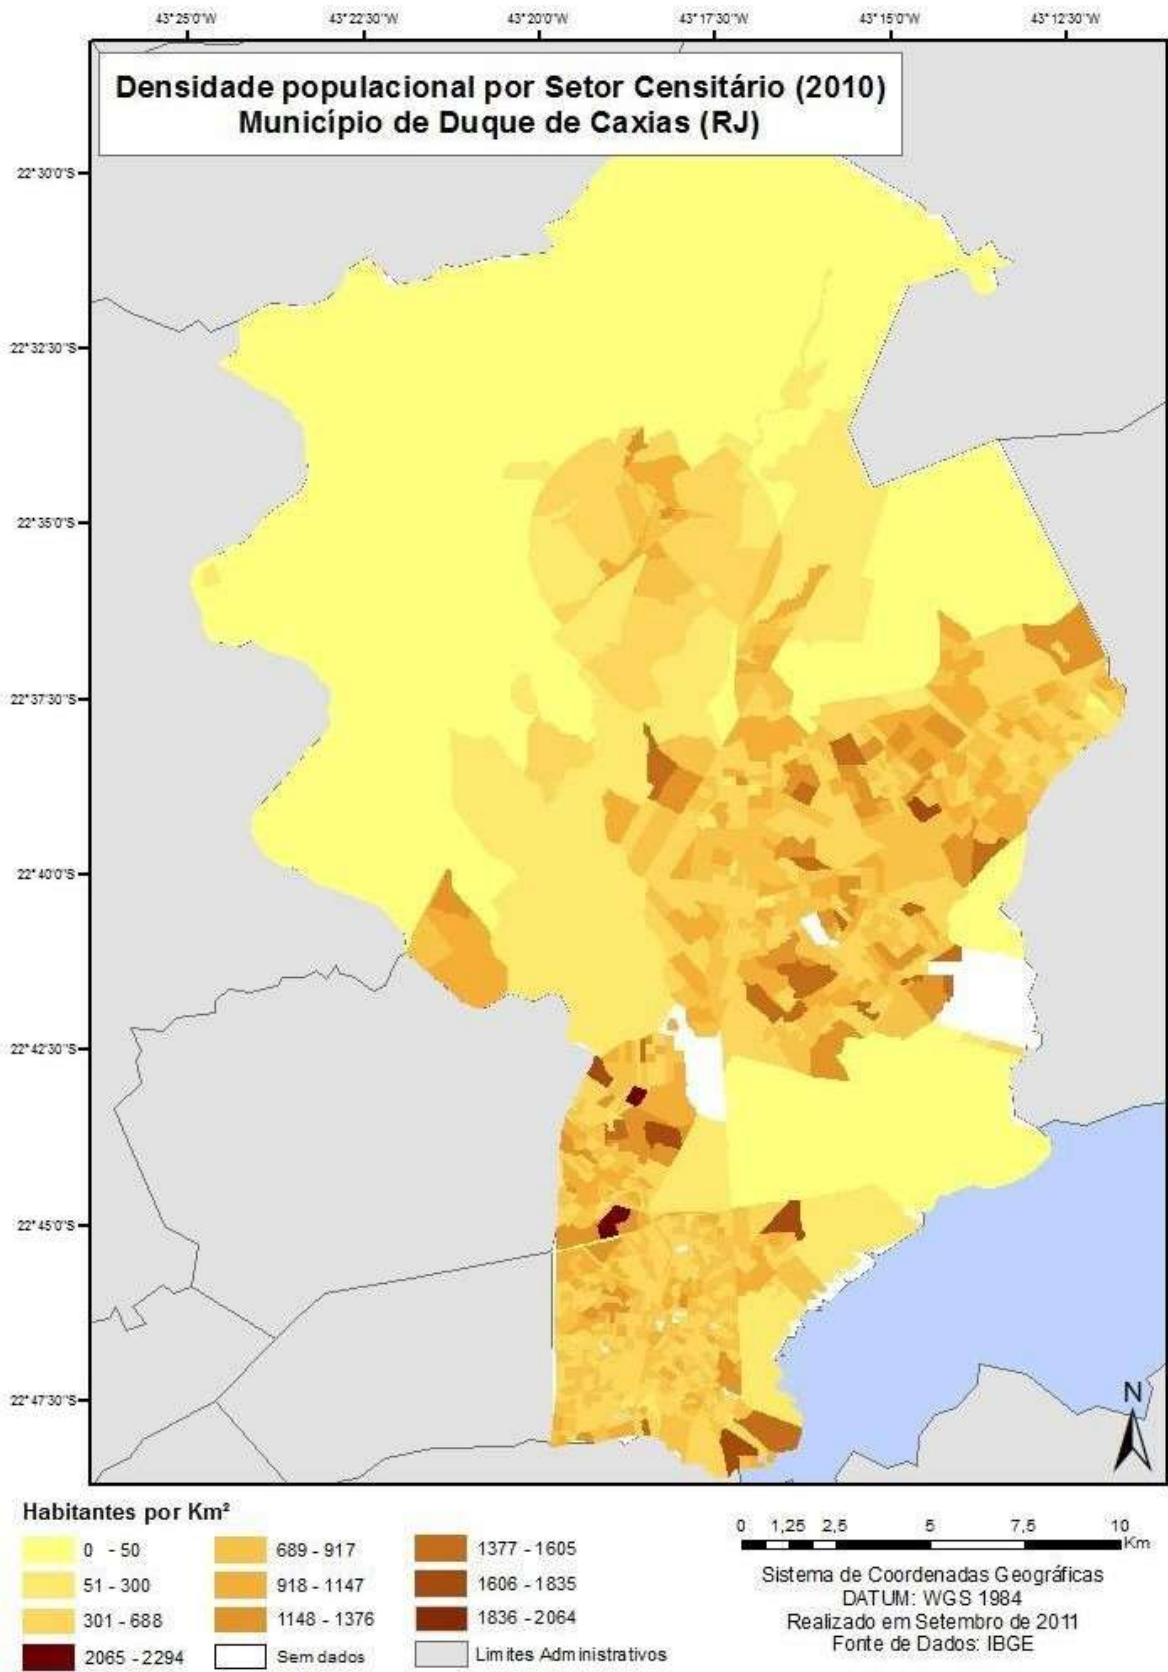 43°25'0"W 43°22'30"W 43°20'0"W 43°17'30"W 43°15'0"W 43°12'30"W
Densidade populacional por Setor Censitário (2010)
Município de Duque de Caxias (RJ)
22°30'0"S
22°32'30"S
22°35'0"S
22°37'30"S
22°40'0"S
22°42'30"S
22°45'0"S
22°47'30"S
N
Habitantes por Km²
0 - 50
51 - 300
301 - 688
2065 - 2294
689 - 917
918 - 1147
1148 - 1376
Sem dados
1377 - 1605
1606 - 1835
1836 - 2064
Limites Administrativos
0 1,25 2,5 5 7,5 10
Km
Sistema de Coordenadas Geográficas
DATUM: WGS 1984
Realizado em Setembro de 2011
Fonte de Dados: IBGE